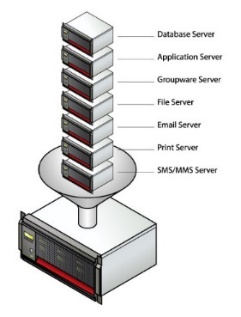 Database Server
Application Server
Groupware Server
File Server
Email Server
Print Server
SMS/MMS Server